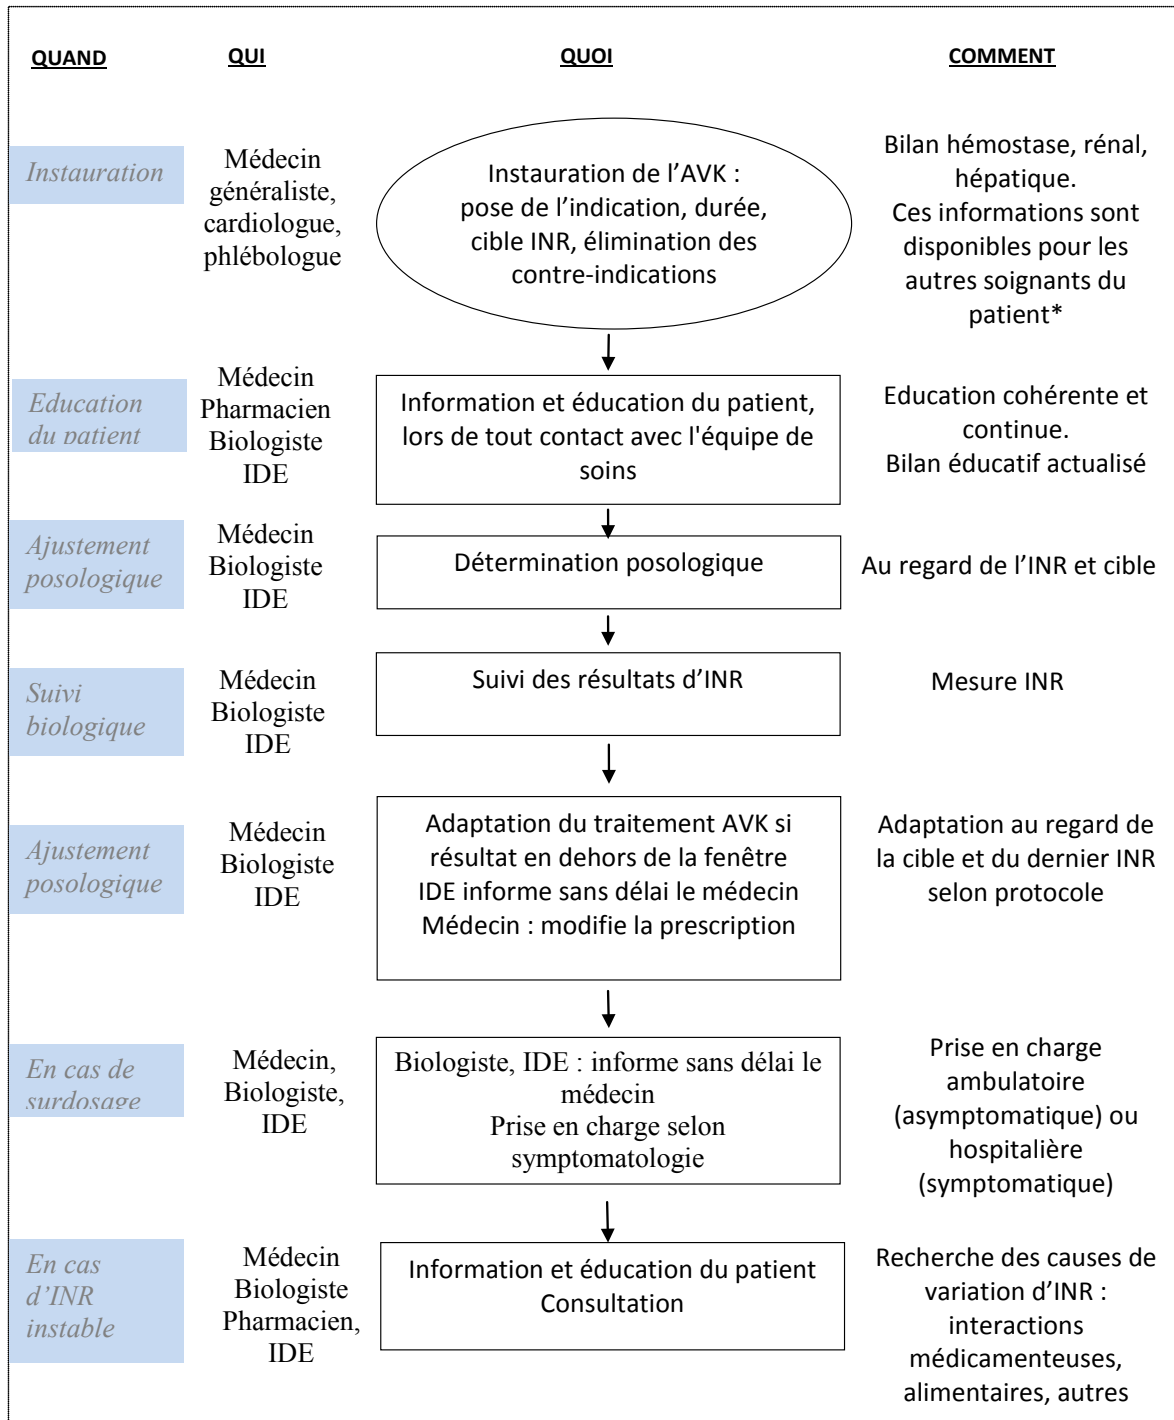 QUAND QUI QUOI COMMENT
Instauration
Médecin
généraliste,
cardiologue,
phlébologue
Instauration de l’AVK :
pose de l’indication, durée,
cible INR, élimination des
contre-indications
Bilan hémostase, rénal,
hépatique.
Ces informations sont
disponibles pour les
autres soignants du
patient*
Education
du patient
Médecin
Pharmacien
Biologiste
IDE
Information et éducation du patient,
lors de tout contact avec l'équipe de
soins
Education cohérente et
continue.
Bilan éducatif actualisé
Ajustement
posologique
Médecin
Biologiste
IDE
Détermination posologique
Au regard de l’INR et cible
Suivi
biologique
Médecin
Biologiste
IDE
Suivi des résultats d’INR
Mesure INR
Ajustement
posologique
Médecin
Biologiste
IDE
Adaptation du traitement AVK si
résultat en dehors de la fenêtre
IDE informe sans délai le médecin
Médecin : modifie la prescription
Adaptation au regard de
la cible et du dernier INR
selon protocole
En cas de
surdosage
Médecin,
Biologiste,
IDE
Biologiste, IDE : informe sans délai le
médecin
Prise en charge selon
symptomatologie
Prise en charge
ambulatoire
(asymptomatique) ou
hospitalière
(symptomatique)
En cas
d’INR
instable
Médecin
Biologiste
Pharmacien,
IDE
Information et éducation du patient
Consultation
Recherche des causes de
variation d’INR :
interactions
médicamenteuses,
alimentaires, autres